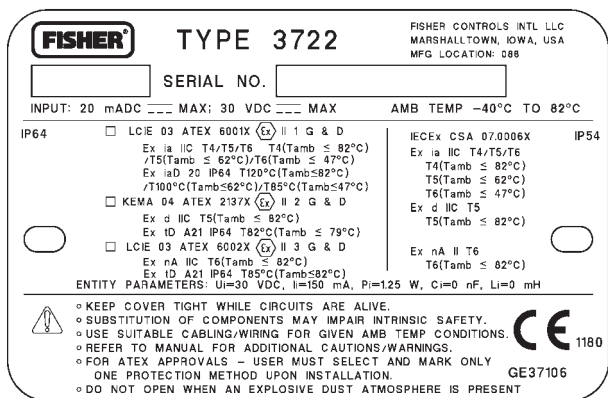 FISHER®
TYPE 3722
FISHER CONTROLS INTL LLC
MARSHALLTOWN, IOWA, USA
MFG LOCATION: 086
SERIAL NO.
INPUT: 20 mADC ⎓ MAX; 30 VDC ⎓ MAX
AMB TEMP -40°C TO 82°C
IP64
□ LCIE 03 ATEX 6001X Ex II 1 G & D
Ex ia IIC T4/T5/T6 T4(Tamb ≤ 82°C)
/T5(Tamb ≤ 62°C)/T6(Tamb ≤ 47°C)
Ex iaD 20 IP64 T120°C(Tamb≤82°C)
/T100°C(Tamb≤62°C)/T85°C(Tamb≤47°C)
□ KEMA 04 ATEX 2137X Ex II 2 G & D
Ex d IIC T5(Tamb ≤ 82°C)
Ex tD A21 IP64 T82°C(Tamb ≤ 79°C)
□ LCIE 03 ATEX 6002X Ex II 3 G & D
Ex nA IIC T6(Tamb ≤ 82°C)
Ex tD A21 IP64 T85°C(Tamb≤82°C)
IECEx CSA 07.0006X
IP54
Ex ia IIC T4/T5/T6
T4(Tamb ≤ 82°C)
T5(Tamb ≤ 62°C)
T6(Tamb ≤ 47°C)
Ex d IIC T5
T5(Tamb ≤ 82°C)
Ex nA II T6
T6(Tamb ≤ 82°C)
ENTITY PARAMETERS: Ui=30 VDC, Ii=150 mA, Pi=1.25 W, Ci=0 nF, Li=0 mH
○ KEEP COVER TIGHT WHILE CIRCUITS ARE ALIVE.
○ SUBSTITUTION OF COMPONENTS MAY IMPAIR INTRINSIC SAFETY.
○ USE SUITABLE CABLING/WIRING FOR GIVEN AMB TEMP CONDITIONS.
○ REFER TO MANUAL FOR ADDITIONAL CAUTIONS/WARNINGS.
○ FOR ATEX APPROVALS - USER MUST SELECT AND MARK ONLY
ONE PROTECTION METHOD UPON INSTALLATION.
○ DO NOT OPEN WHEN AN EXPLOSIVE DUST ATMOSPHERE IS PRESENT
CE 1180
GE37106